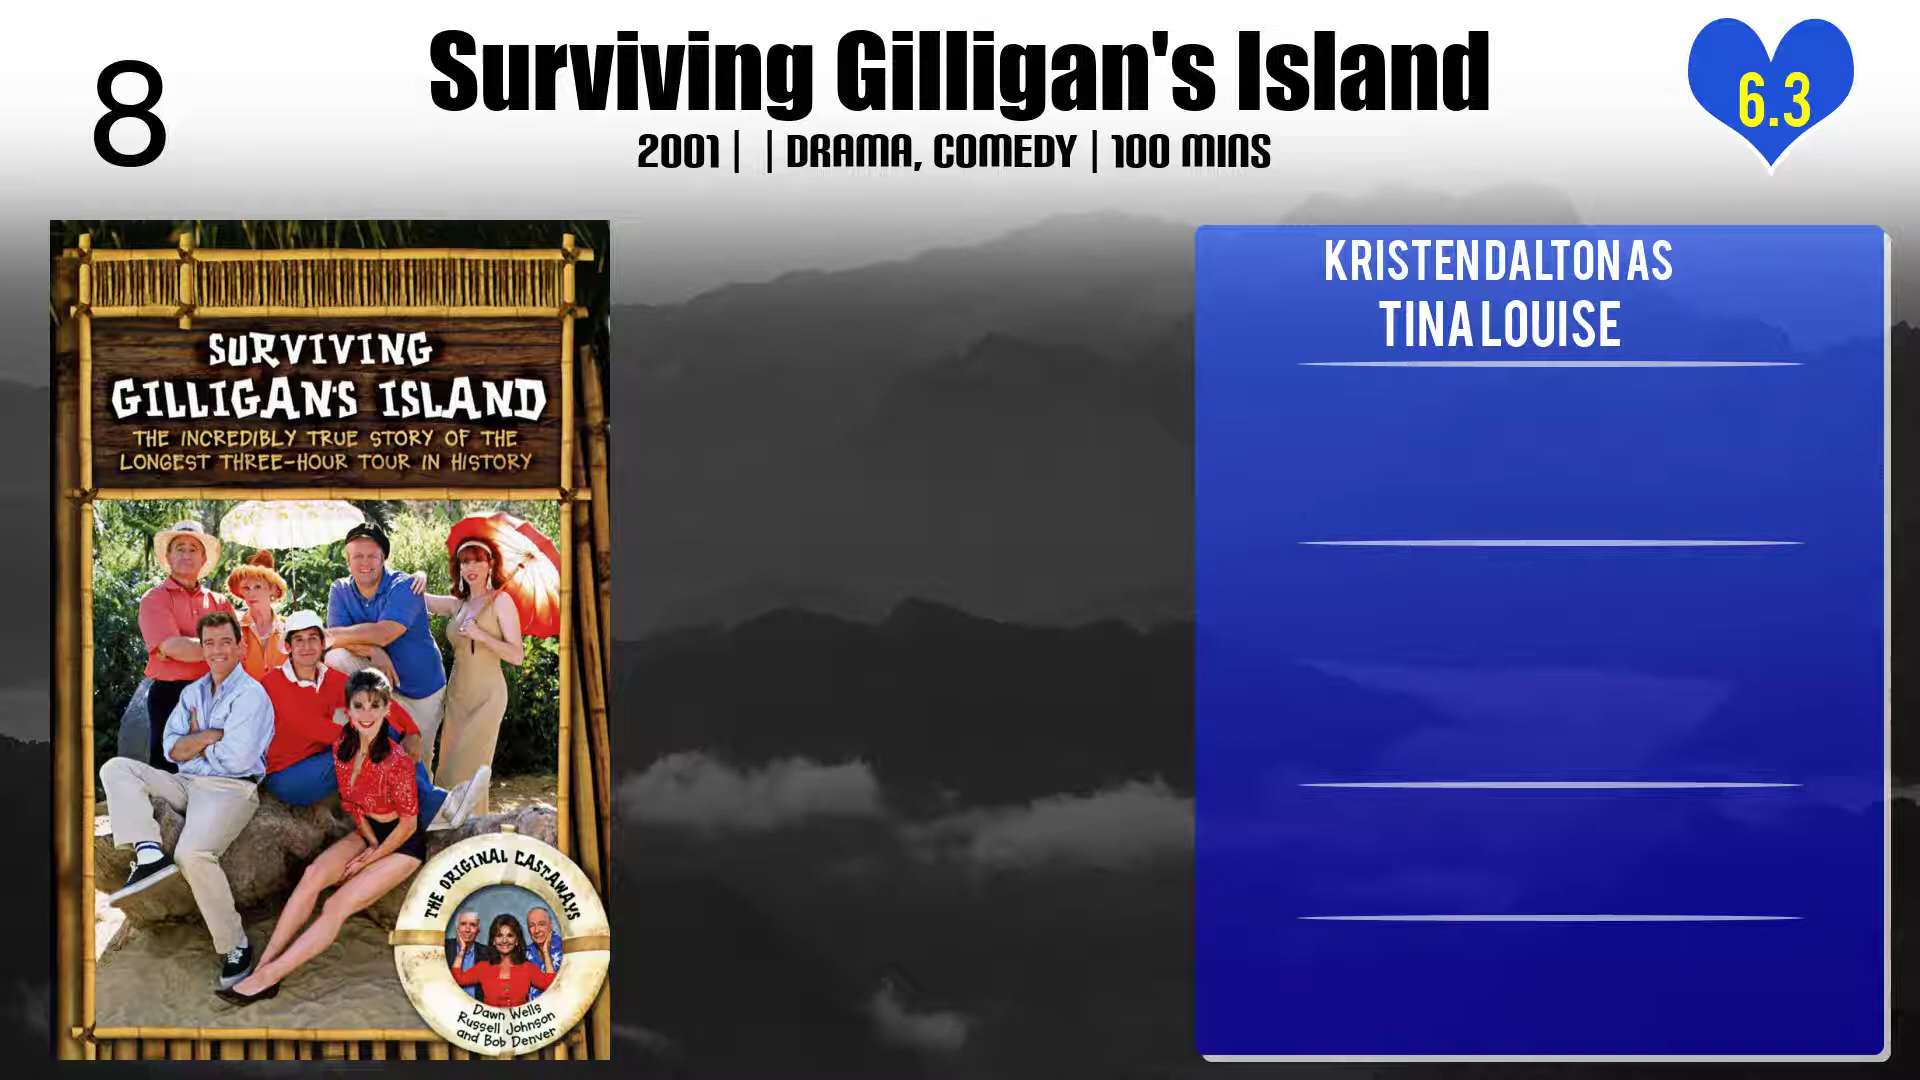 8
Surviving Gilligan's Island
2001 | | DRAMA, COMEDY | 100 MINS
6.3
SURVIVING
GILLIGAN'S ISLAND
THE INCREDIBLY TRUE STORY OF THE
LONGEST THREE-HOUR TOUR IN HISTORY
THE ORIGINAL CASTAWAYS
Dawn Wells
Russell Johnson
and Bob Denver
KRISTEN DALTON AS
TINA LOUISE